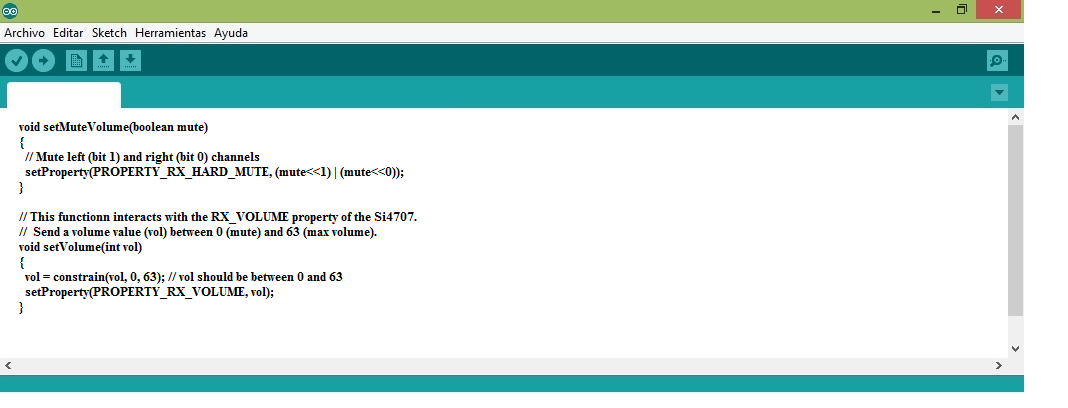 Archivo Editar Sketch Herramientas Ayuda
void setMuteVolume(boolean mute)
{
// Mute left (bit 1) and right (bit 0) channels
setProperty(PROPERTY_RX_HARD_MUTE, (mute<<1) | (mute<<0));
}
// This functionn interacts with the RX_VOLUME property of the Si4707.
// Send a volume value (vol) between 0 (mute) and 63 (max volume).
void setVolume(int vol)
{
vol = constrain(vol, 0, 63); // vol should be between 0 and 63
setProperty(PROPERTY_RX_VOLUME, vol);
}